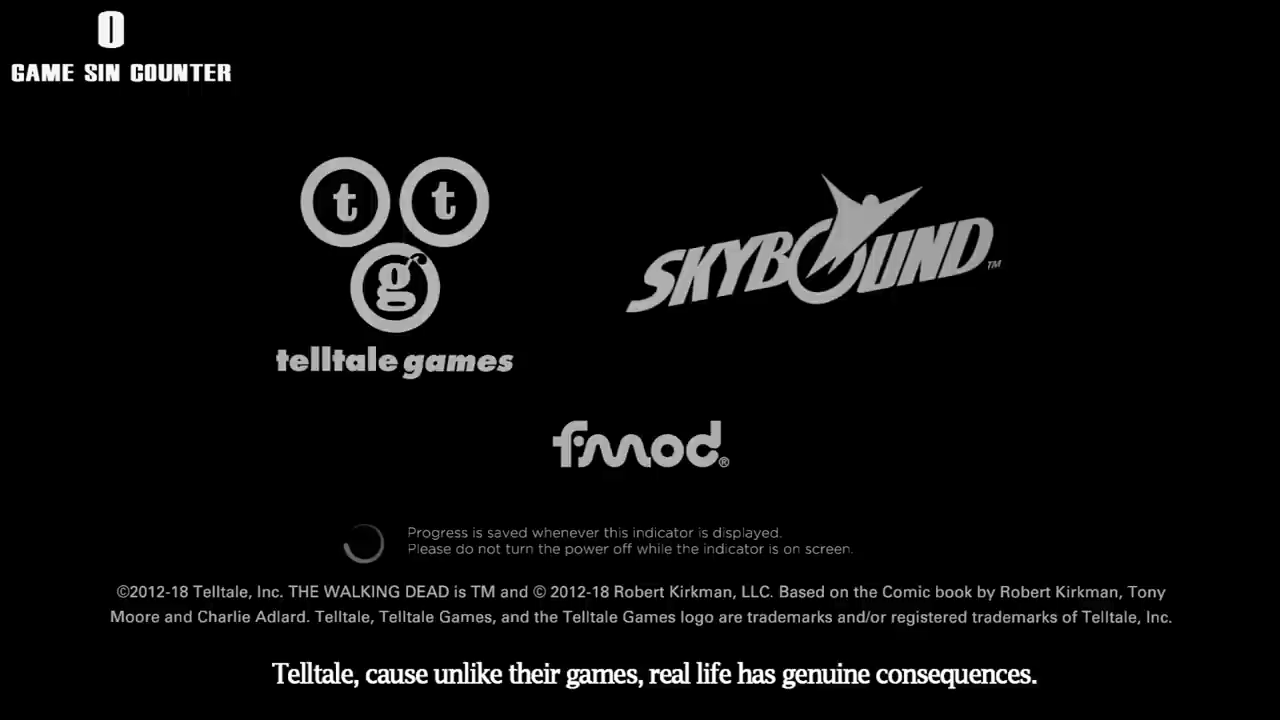 0
GAME SIN COUNTER
t t
g
telltale games
SKYBOUND™
fmod®
Progress is saved whenever this indicator is displayed.
Please do not turn the power off while the indicator is on screen.
©2012-18 Telltale, Inc. THE WALKING DEAD is TM and © 2012-18 Robert Kirkman, LLC. Based on the Comic book by Robert Kirkman, Tony
Moore and Charlie Adlard. Telltale, Telltale Games, and the Telltale Games logo are trademarks and/or registered trademarks of Telltale, Inc.
Telltale, cause unlike their games, real life has genuine consequences.